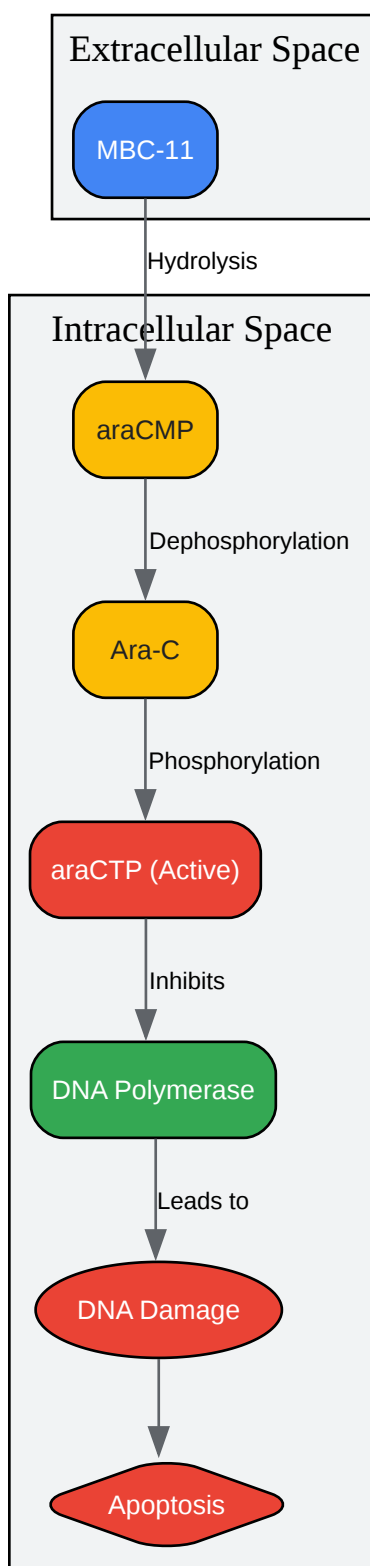 Extracellular Space
MBC-11
Hydrolysis
Intracellular Space
araCMP
Dephosphorylation
Ara-C
Phosphorylation
araCTP (Active)
Inhibits
DNA Polymerase
Leads to
DNA Damage
Apoptosis